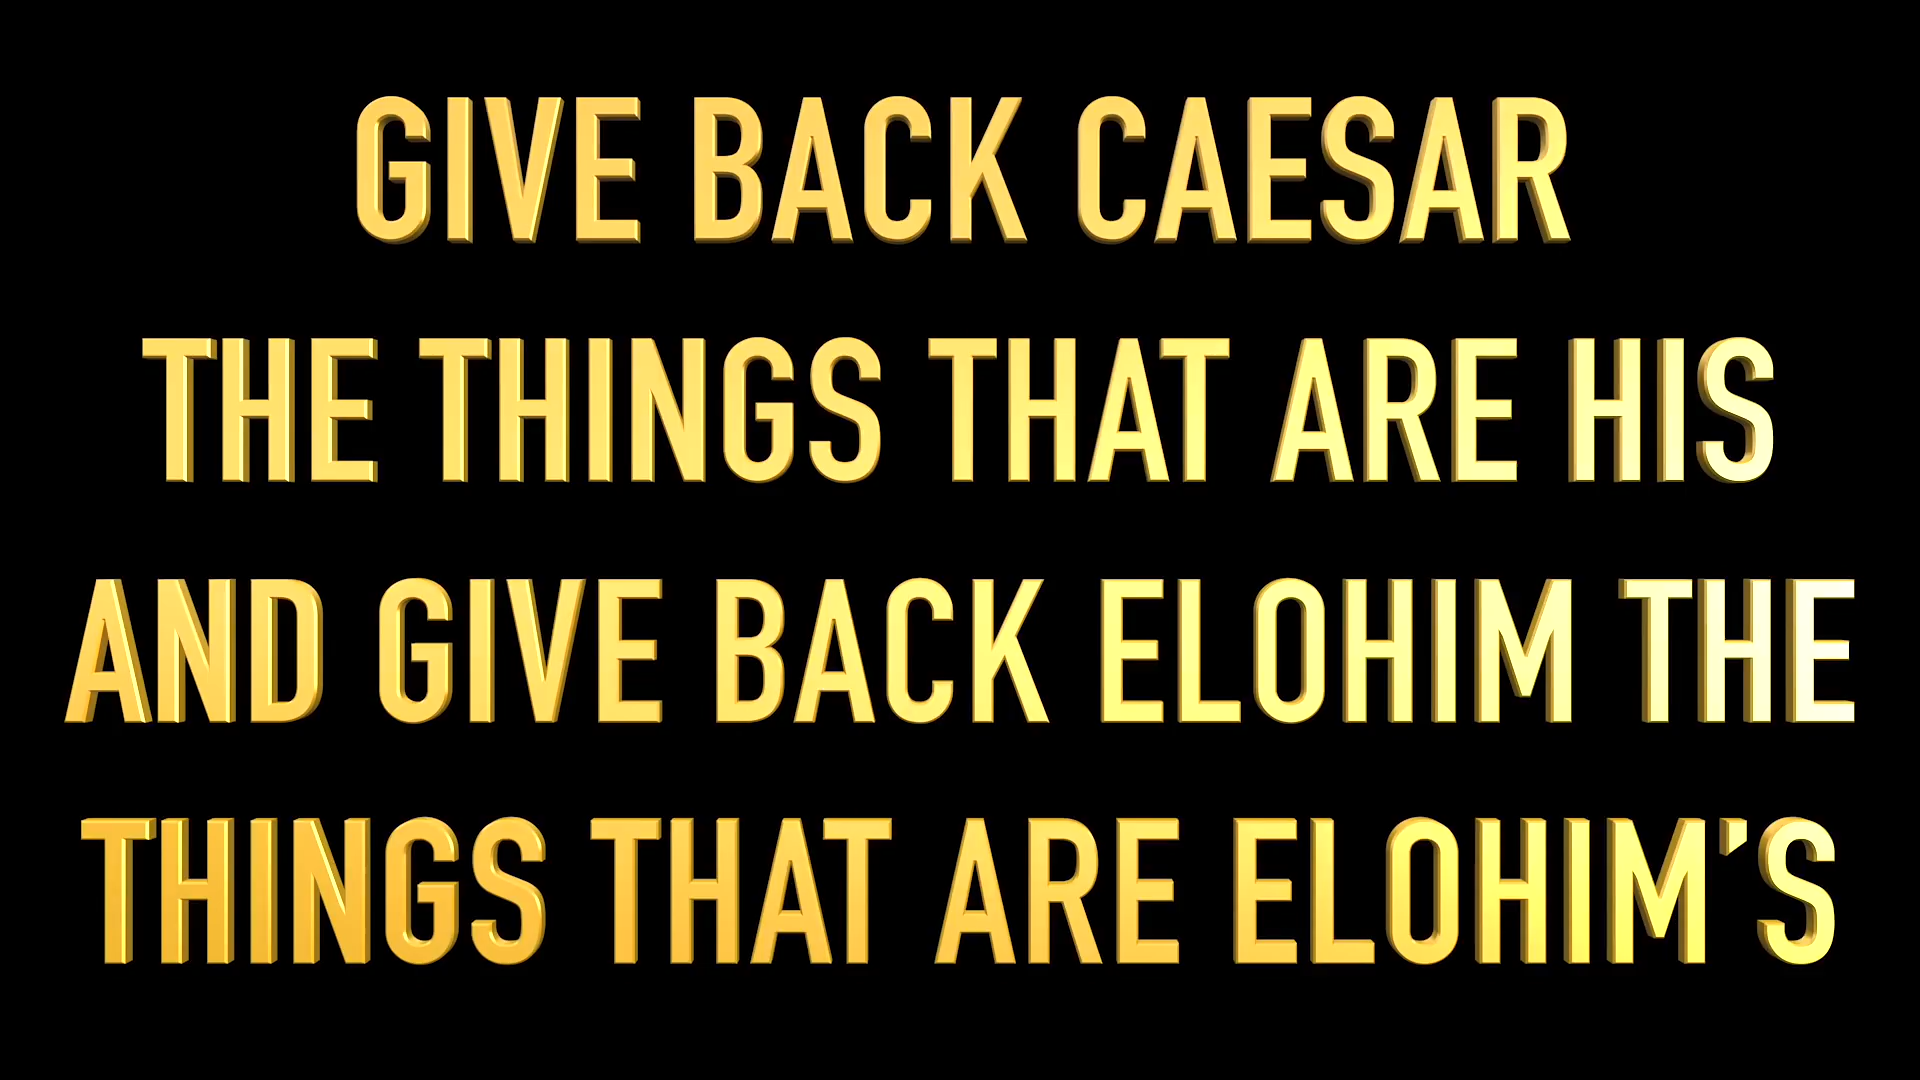 GIVE BACK CAESAR
THE THINGS THAT ARE HIS
AND GIVE BACK ELOHIM THE
THINGS THAT ARE ELOHIM’S